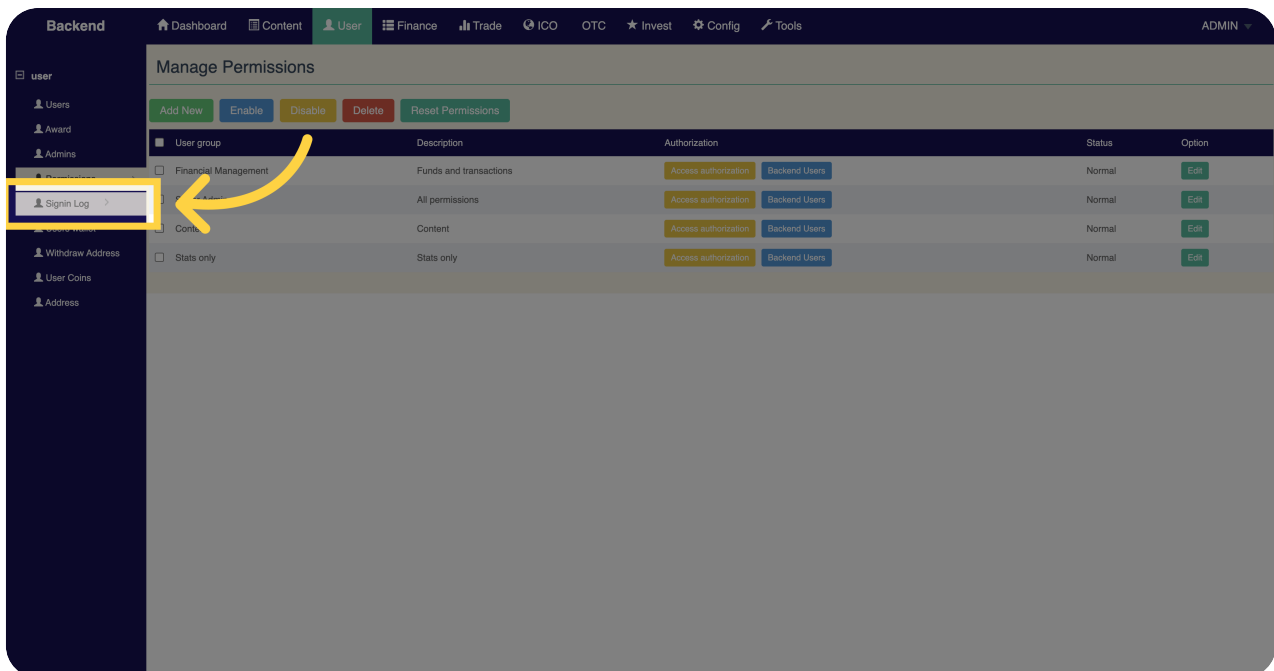 Backend Dashboard Content User Finance Trade ICO OTC Invest Config Tools ADMIN
user
Users
Award
Admins
Permissions
Signin Log
Users wallet
Withdraw Address
User Coins
Address
Manage Permissions
Add New Enable Disable Delete Reset Permissions
User group Description Authorization Status Option
Financial Management Funds and transactions Access authorization Backend Users Normal Edit
All permissions Access authorization Backend Users Normal Edit
Content Access authorization Backend Users Normal Edit
Stats only Stats only Access authorization Backend Users Normal Edit